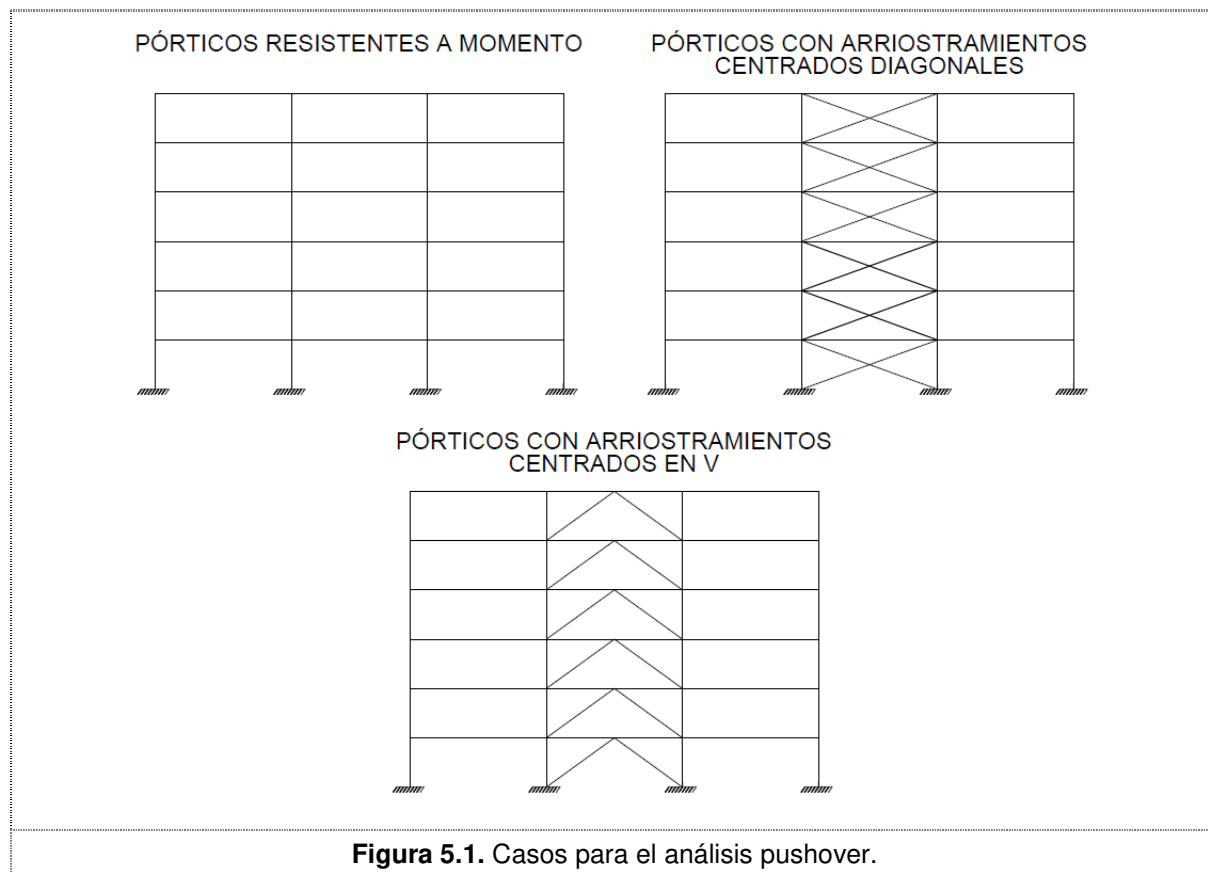 PÓRTICOS RESISTENTES A MOMENTO
PÓRTICOS CON ARRIOSTRAMIENTOS
CENTRADOS DIAGONALES
PÓRTICOS CON ARRIOSTRAMIENTOS
CENTRADOS EN V
Figura 5.1. Casos para el análisis pushover.